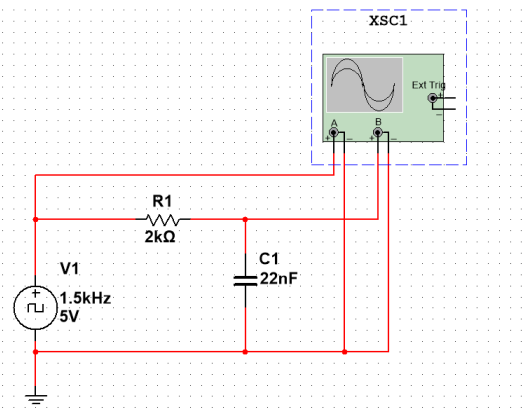 XSC1
Ext Trig
+
−
A
B
+
−
+
−
R1
2kΩ
V1
+
1.5kHz
5V
C1
22nF